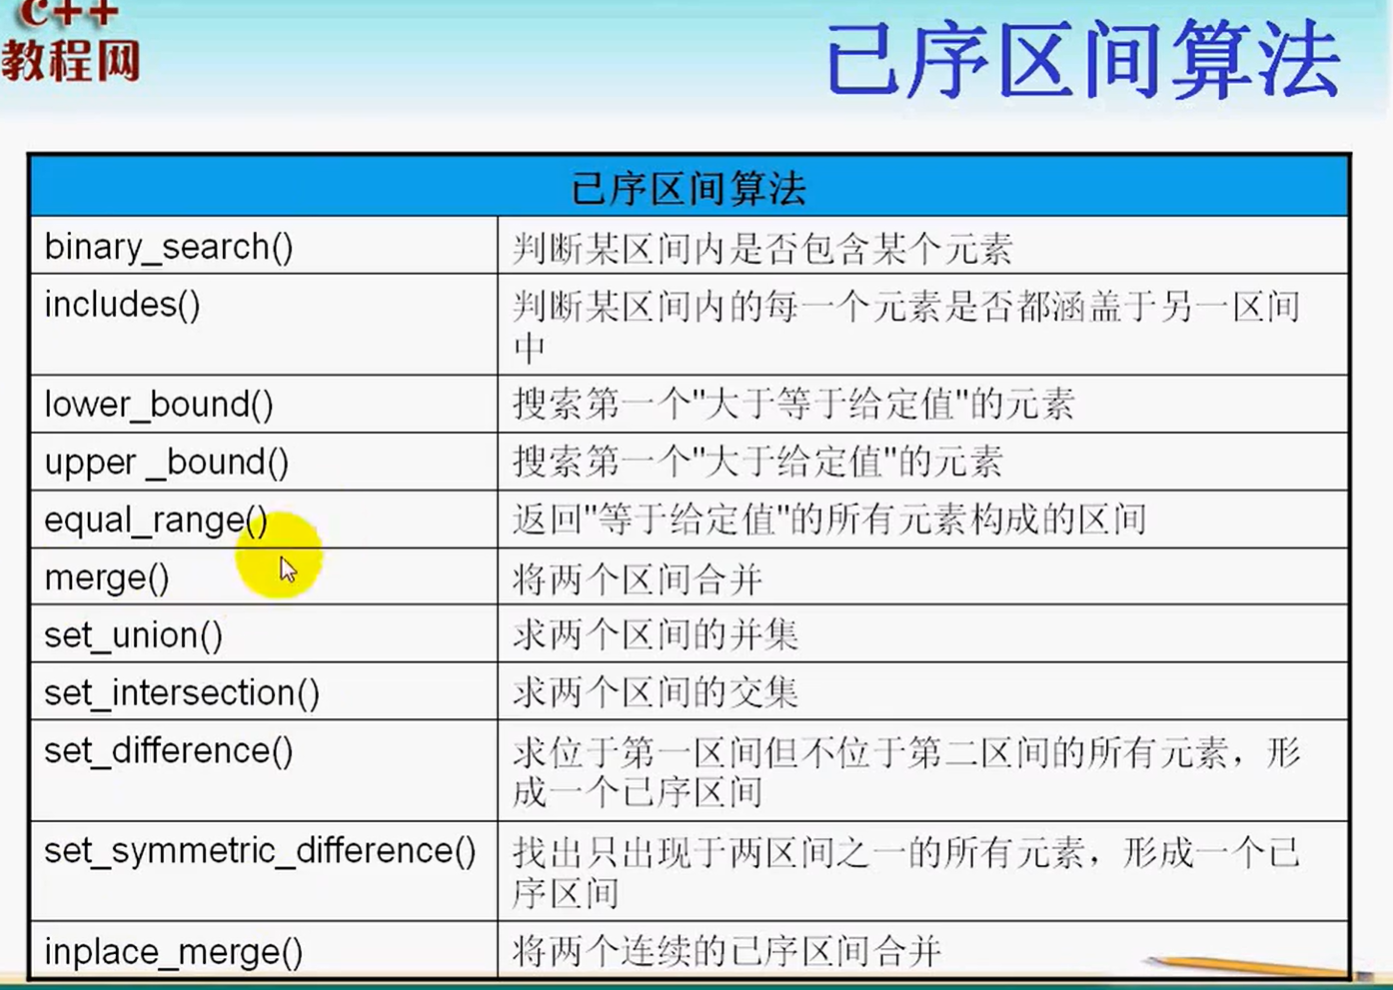 c++
教程网
已序区间算法
已序区间算法
binary_search()
判断某区间内是否包含某个元素
includes()
判断某区间内的每一个元素是否都涵盖于另一区间
中
lower_bound()
搜索第一个"大于等于给定值"的元素
upper _bound()
搜索第一个"大于给定值"的元素
equal_range()
返回"等于给定值"的所有元素构成的区间
merge()
将两个区间合并
set_union()
求两个区间的并集
set_intersection()
求两个区间的交集
set_difference()
求位于第一区间但不位于第二区间的所有元素，形
成一个已序区间
set_symmetric_difference()
找出只出现于两区间之一的所有元素，形成一个已
序区间
inplace_merge()
将两个连续的已序区间合并